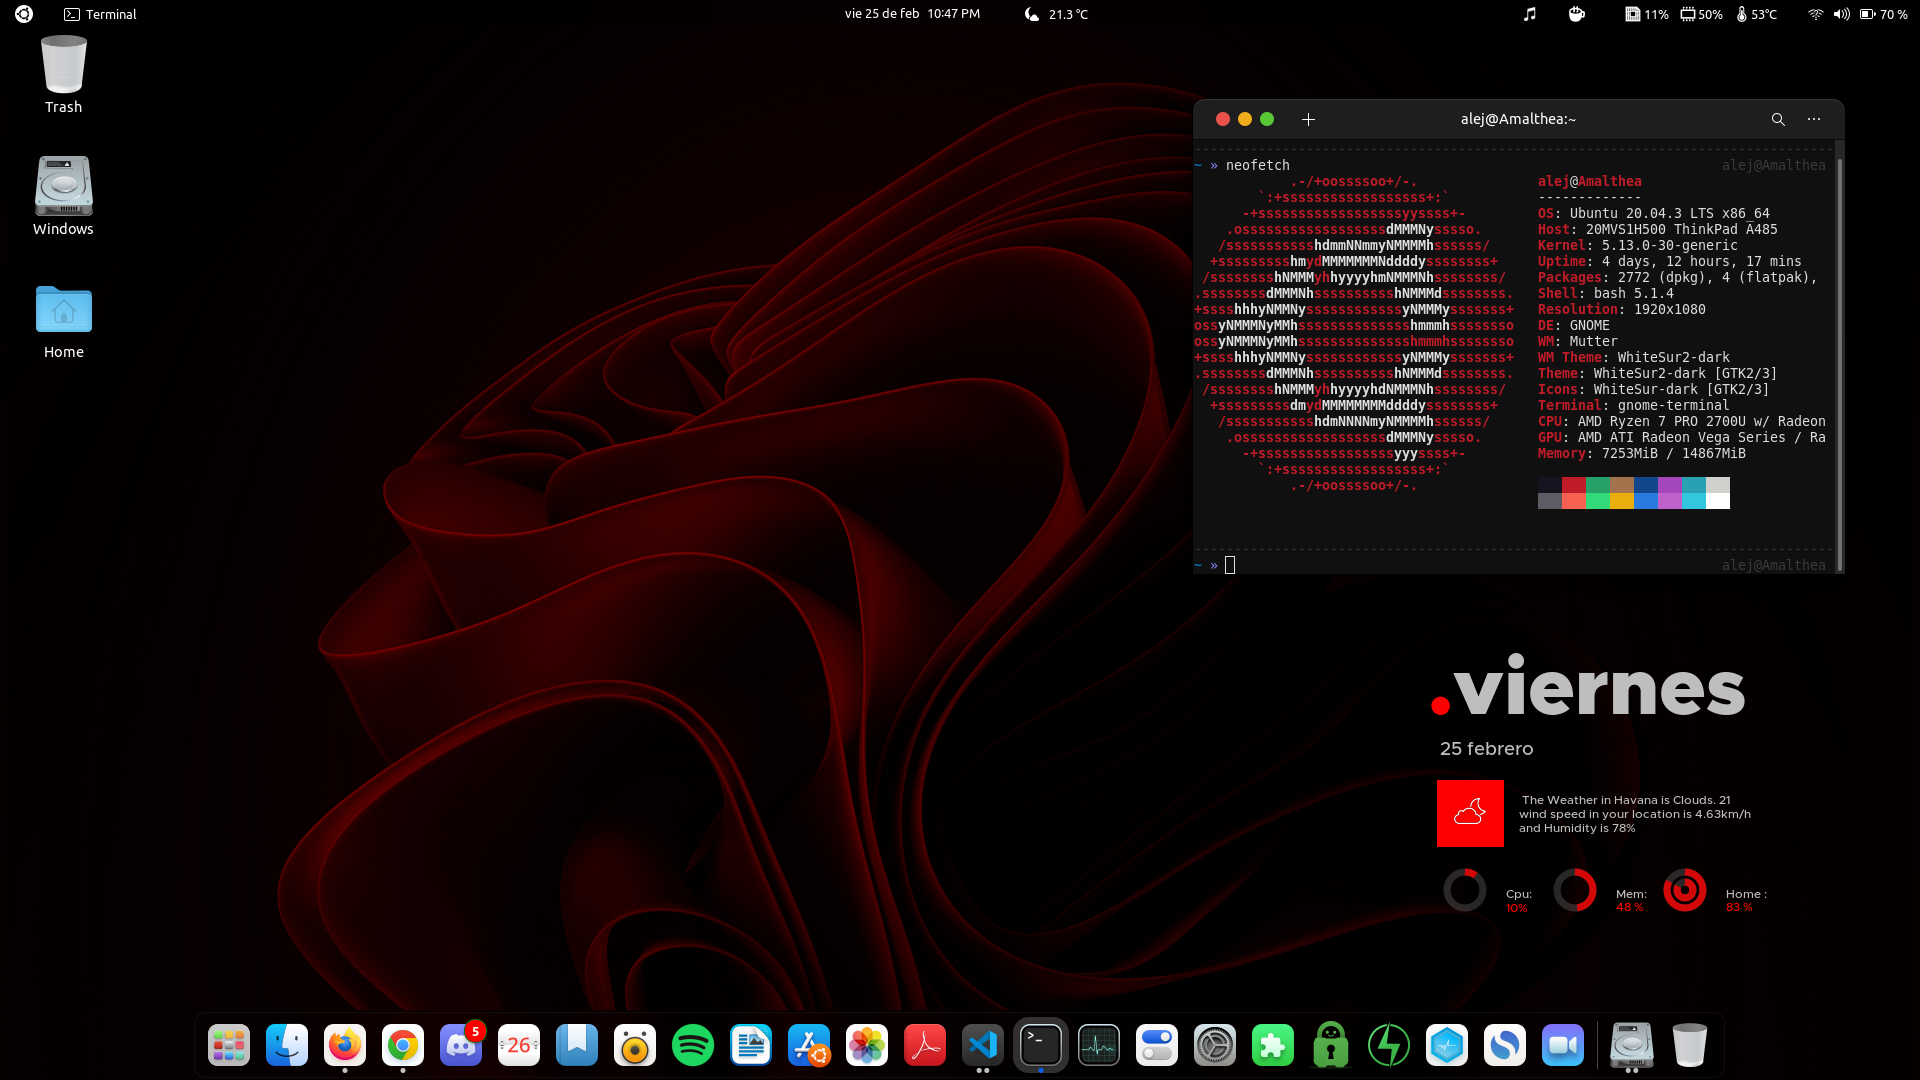 Terminal
vie 25 de feb 10:47 PM
21.3 °C
11%
50%
53°C
70 %
Trash
Windows
Home
alej@Amalthea:~
~ » neofetch
alej@Amalthea
.-/+oossssoo+/-.
`:+ssssssssssssssssss+:`
-+ssssssssssssssssssyyssss+-
.ossssssssssssssssssdMMMNysssso.
/ssssssssssshdmmNNmmyNMMMMhssssss/
+ssssssssshmydMMMMMMMNddddyssssssss+
/sssssssshNMMMyhhyyyyhmNMMMNhssssssss/
.ssssssssdMMMNhsssssssssshNMMMdssssssss.
+sssshhhyNMMNyssssssssssssyNMMMysssssss+
ossyNMMMNyMMhsssssssssssssshmmmhssssssso
ossyNMMMNyMMhsssssssssssssshmmmhssssssso
+sssshhhyNMMNyssssssssssssyNMMMysssssss+
.ssssssssdMMMNhsssssssssshNMMMdssssssss.
/sssssssshNMMMyhhyyyyhdNMMMNhssssssss/
+sssssssssdmydMMMMMMMMddddyssssssss+
/ssssssssssshdmNNNNmyNMMMMhssssss/
.ossssssssssssssssssdMMMNysssso.
-+sssssssssssssssssyyyssss+-
`:+ssssssssssssssssss+:`
.-/+oossssoo+/-.
alej@Amalthea
-------------
OS: Ubuntu 20.04.3 LTS x86_64
Host: 20MVS1H500 ThinkPad A485
Kernel: 5.13.0-30-generic
Uptime: 4 days, 12 hours, 17 mins
Packages: 2772 (dpkg), 4 (flatpak),
Shell: bash 5.1.4
Resolution: 1920x1080
DE: GNOME
WM: Mutter
WM Theme: WhiteSur2-dark
Theme: WhiteSur2-dark [GTK2/3]
Icons: WhiteSur-dark [GTK2/3]
Terminal: gnome-terminal
CPU: AMD Ryzen 7 PRO 2700U w/ Radeon
GPU: AMD ATI Radeon Vega Series / Ra
Memory: 7253MiB / 14867MiB
~ »
alej@Amalthea
.viernes
25 febrero
The Weather in Havana is Clouds. 21
wind speed in your location is 4.63km/h
and Humidity is 78%
Cpu:
10%
Mem:
48 %
Home :
83 %
5
26
>_